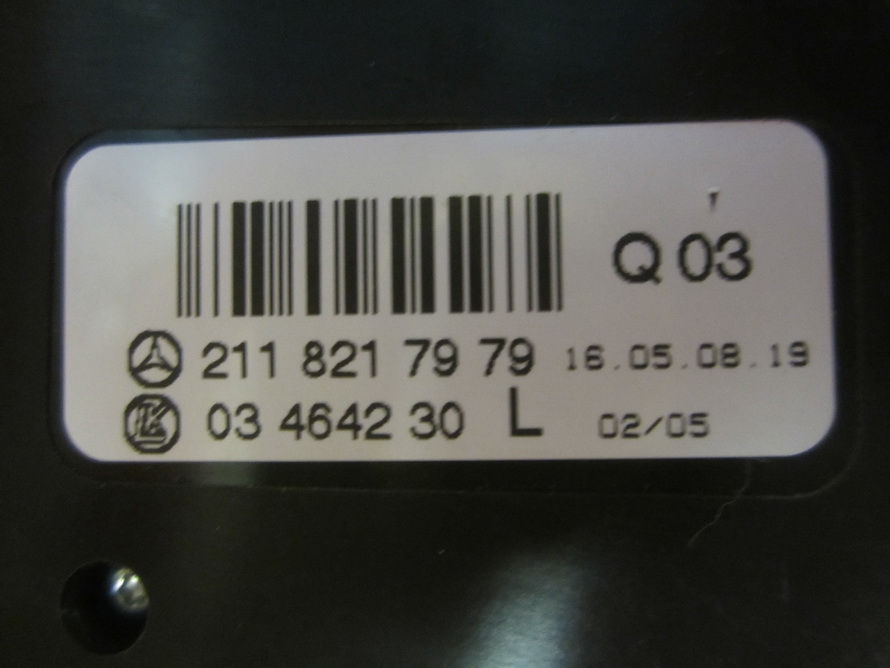 Q 03
211 821 79 79 16.05.08.19
03 4642 30 L 02/05